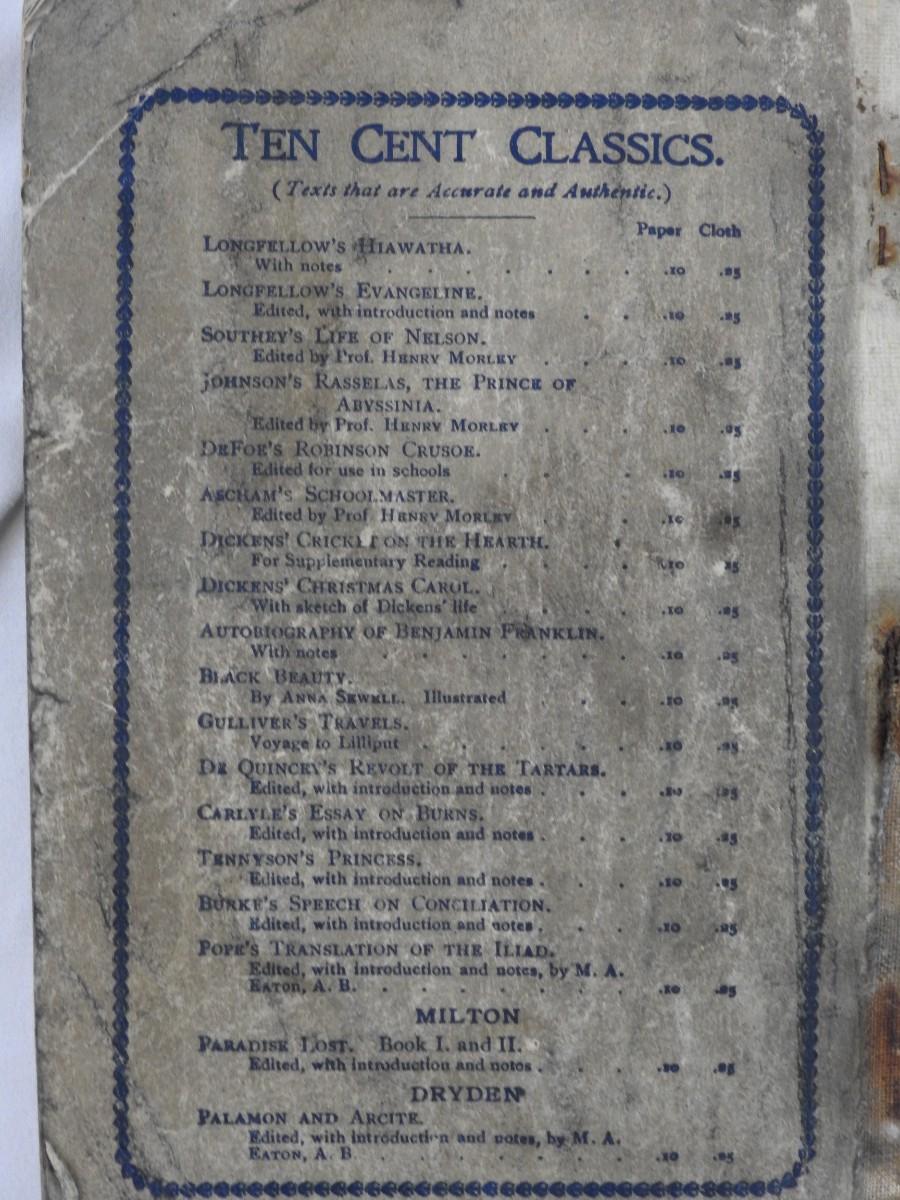 TEN CENT CLASSICS.
(Texts that are Accurate and Authentic.)
Paper Cloth
LONGFELLOW'S HIAWATHA.
With notes . . . . . . . .10 .25
LONGFELLOW'S EVANGELINE.
Edited, with introduction and notes . . .10 .25
SOUTHEY'S LIFE OF NELSON.
Edited by Prof. HENRY MORLEY . . . .10 .25
JOHNSON'S RASSELAS, THE PRINCE OF
ABYSSINIA.
Edited by Prof. HENRY MORLEY . . . .10 .25
DEFOE'S ROBINSON CRUSOE.
Edited for use in schools . . . .10 .25
ASCHAM'S SCHOOLMASTER.
Edited by Prof HENRY MORLEY . . .10 .25
DICKENS' CRICKET ON THE HEARTH.
For Supplementary Reading . . . . .10 .25
DICKENS' CHRISTMAS CAROL.
With sketch of Dickens' life . . . .10 .25
AUTOBIOGRAPHY OF BENJAMIN FRANKLIN.
With notes . . . . . . . .10 .25
BLACK BEAUTY.
By ANNA SEWELL. Illustrated . . . .10 .25
GULLIVER'S TRAVELS.
Voyage to Lilliput . . . . . . .10 .25
DE QUINCEY'S REVOLT OF THE TARTARS.
Edited, with introduction and notes . . . .10 .25
CARLYLE'S ESSAY ON BURNS.
Edited, with introduction and notes . . . .10 .25
TENNYSON'S PRINCESS.
Edited, with introduction and notes . . . .10 .25
BURKE'S SPEECH ON CONCILIATION.
Edited, with introduction and notes . . . .10 .25
POPE'S TRANSLATION OF THE ILIAD.
Edited, with introduction and notes, by M. A.
EATON, A. B. . . . . . . . .10 .25
MILTON
PARADISE LOST. Book I. and II.
Edited, with introduction and notes . . . .10 .25
DRYDEN
PALAMON AND ARCITE.
Edited, with introduction and notes, by M. A.
EATON, A. B . . . . . . . .10 .25